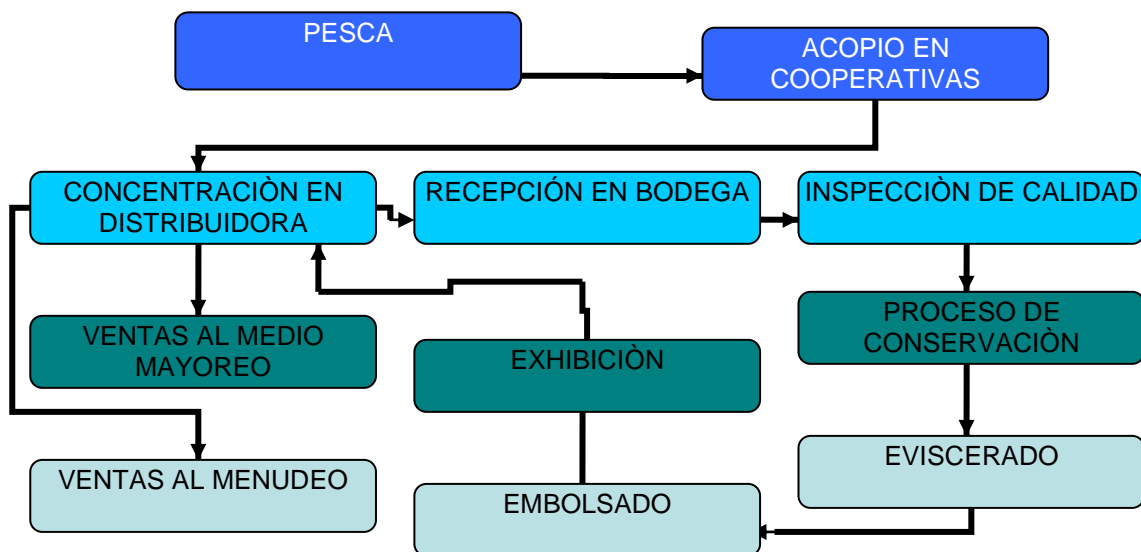 PESCA
ACOPIO EN
COOPERATIVAS
CONCENTRACIÒN EN
DISTRIBUIDORA
RECEPCIÓN EN BODEGA
INSPECCIÒN DE CALIDAD
VENTAS AL MEDIO
MAYOREO
EXHIBICIÒN
PROCESO DE
CONSERVACIÒN
VENTAS AL MENUDEO
EMBOLSADO
EVISCERADO